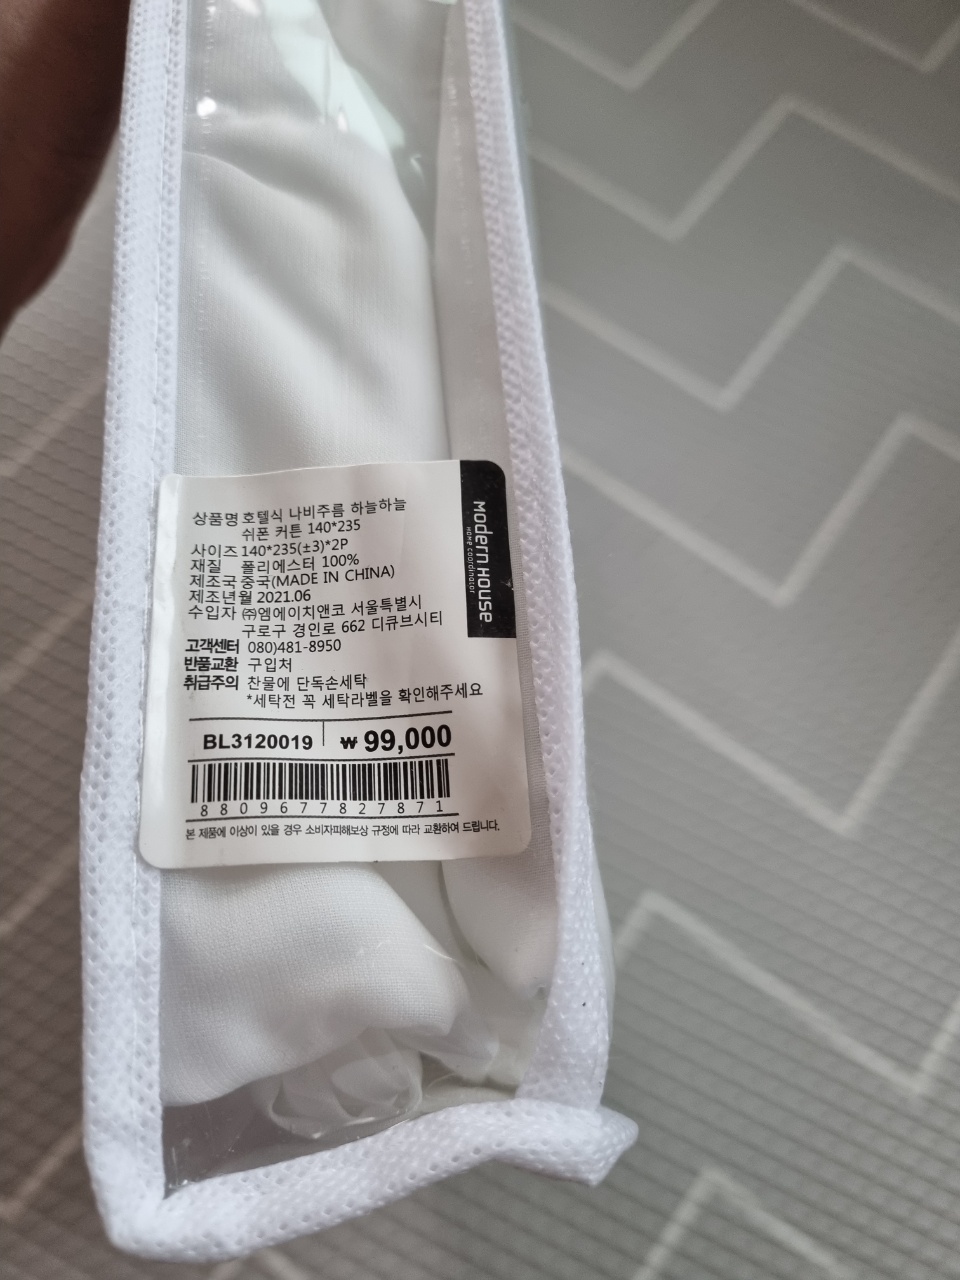 상품명 호텔식 나비주름 하늘하늘
쉬폰 커튼 140*235
사이즈 140*235(±3)*2P
재질 폴리에스터 100%
제조국 중국(MADE IN CHINA)
제조년월 2021.06
수입자 ㈜엠에이치앤코 서울특별시
구로구 경인로 662 디큐브시티
고객센터 080)481-8950
반품교환 구입처
취급주의 찬물에 단독손세탁
*세탁전 꼭 세탁라벨을 확인해주세요
BL3120019 ₩99,000
8809677827871
본 제품에 이상이 있을 경우 소비자피해보상 규정에 따라 교환하여 드립니다.
modern House
HOME COORDINATOR